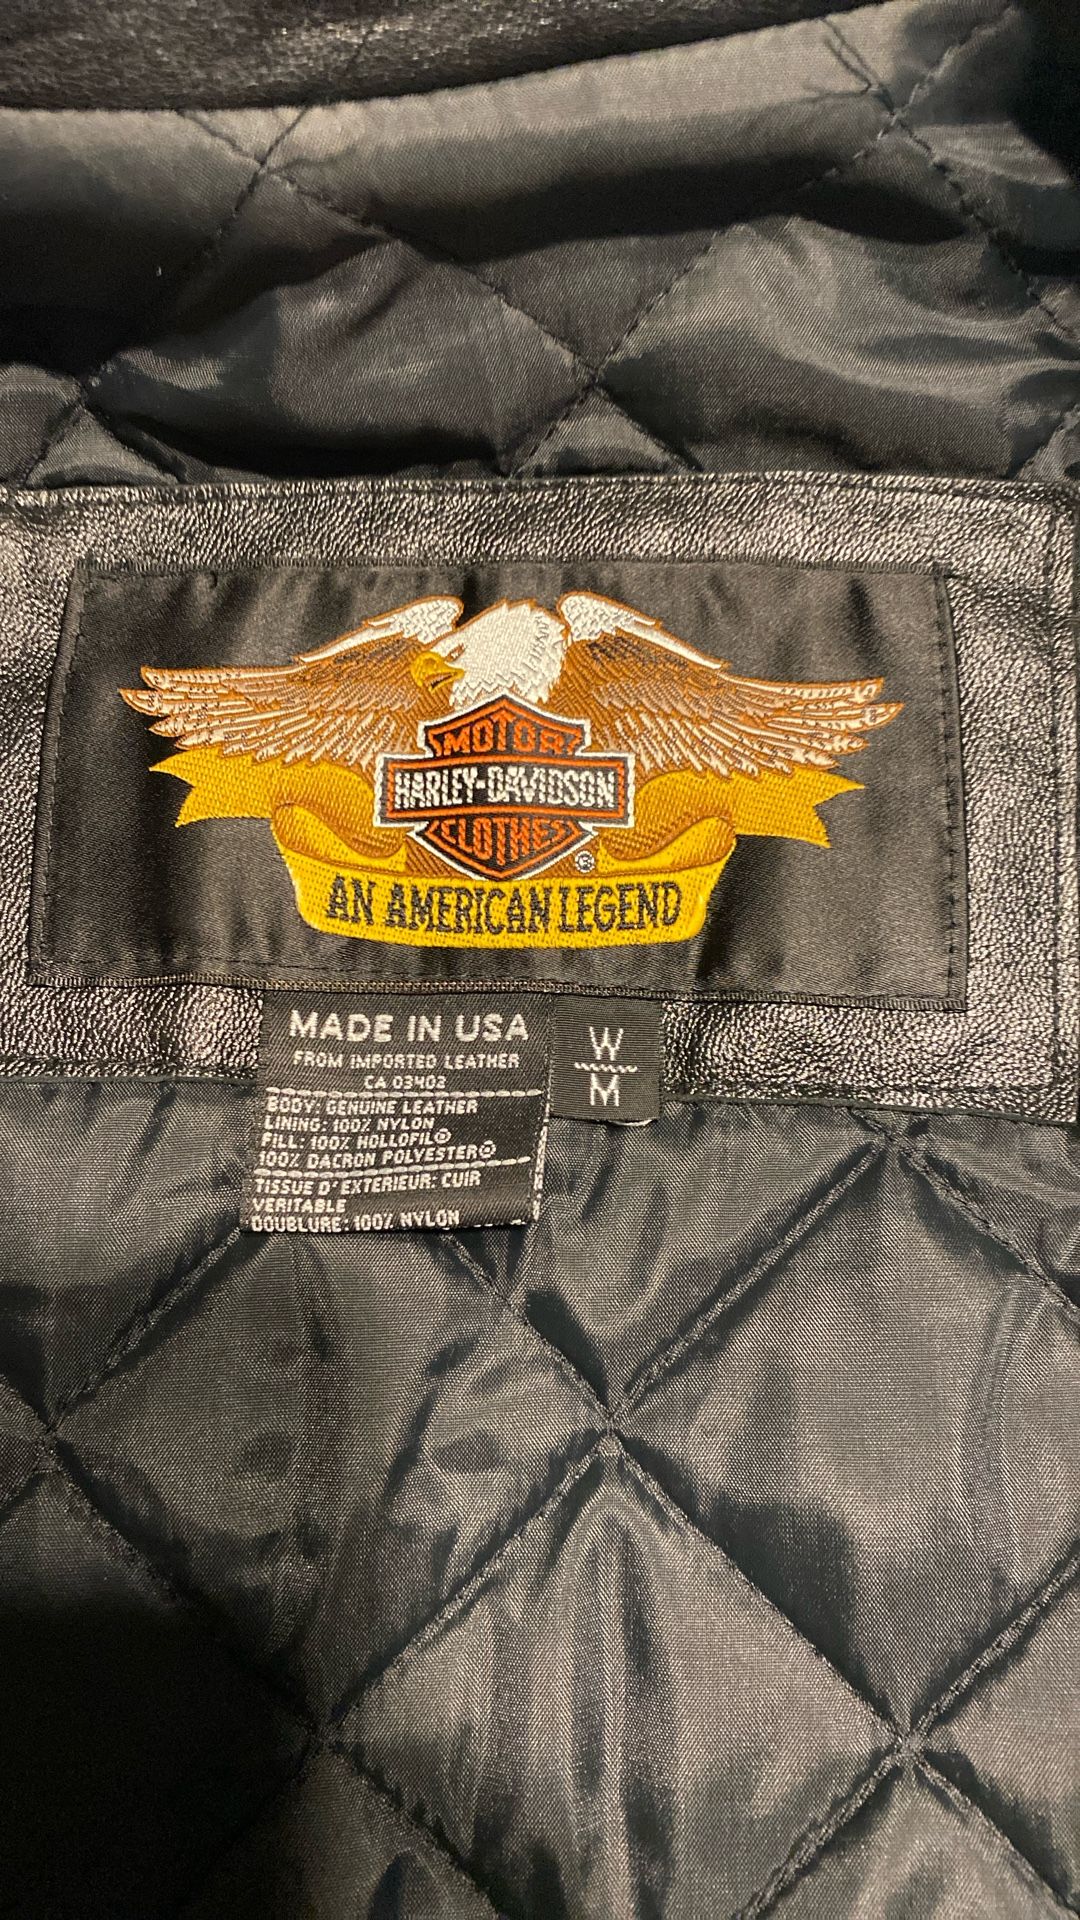 MOTOR
HARLEY-DAVIDSON
CLOTHES
®
AN AMERICAN LEGEND
MADE IN USA
FROM IMPORTED LEATHER
CA 03402
BODY: GENUINE LEATHER
LINING: 100% NYLON
FILL: 100% HOLLOFIL®
100% DACRON POLYESTER®
TISSUE D'EXTERIEUR: CUIR
VERITABLE
DOUBLURE: 100% NYLON
W
M